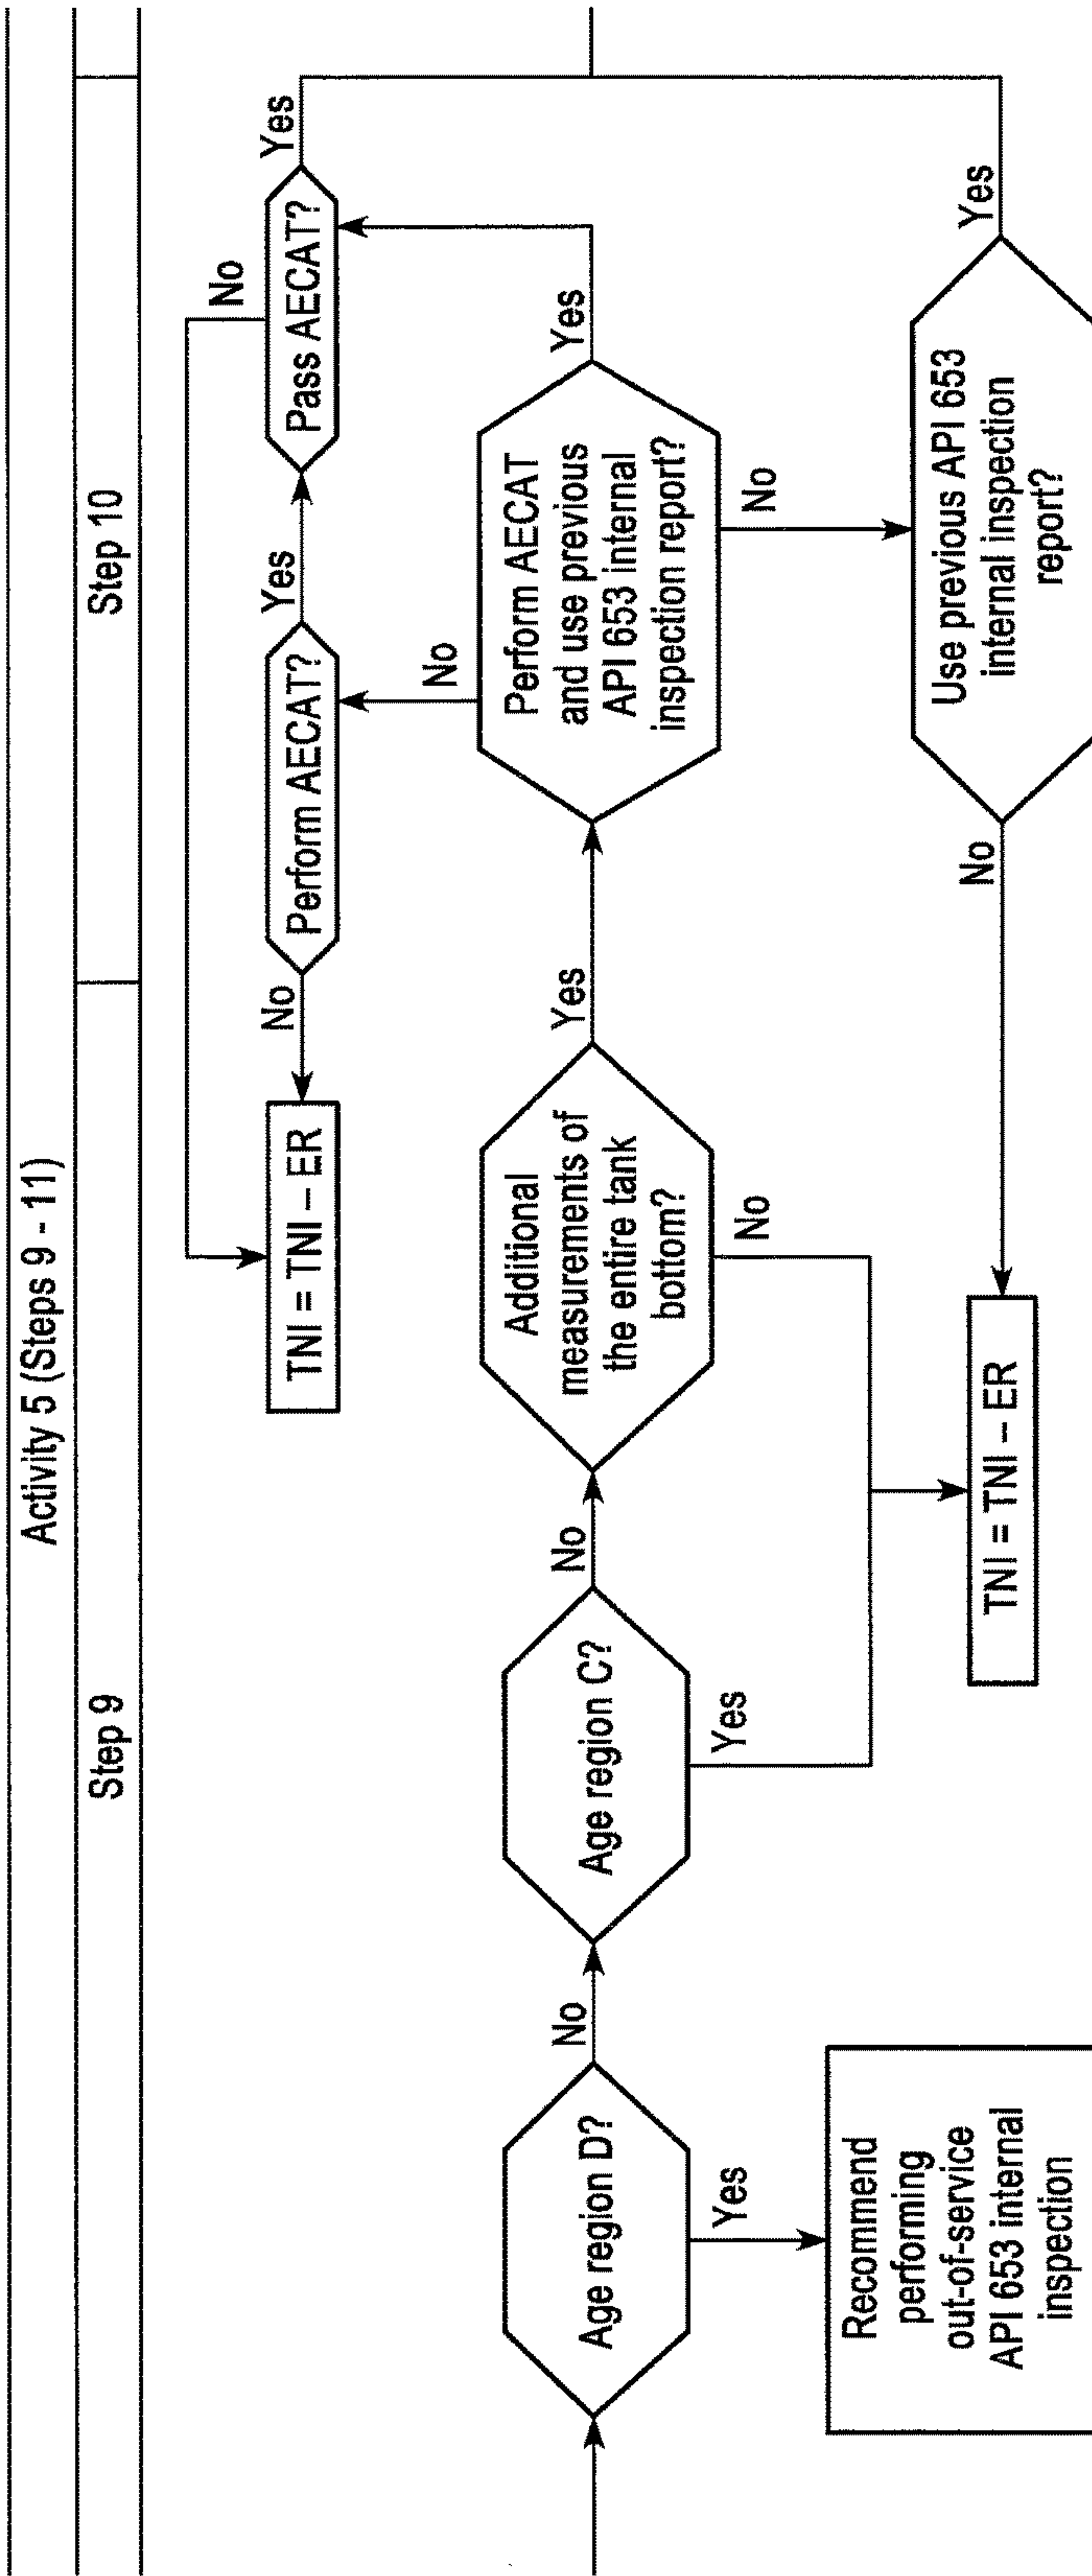 Activity 5 (Steps 9 - 11)
Step 9
Step 10
Age region D?
No
Yes
Recommend
performing
out-of-service
API 653 internal
inspection
Age region C?
No
Yes
Additional
measurements of
the entire tank
bottom?
Yes
No
TNI = TNI – ER
Perform AECAT
and use previous
API 653 internal
inspection report?
No
Yes
No
Perform AECAT?
No
Yes
TNI = TNI – ER
Pass AECAT?
No
Yes
Use previous API 653
internal inspection
report?
No
Yes